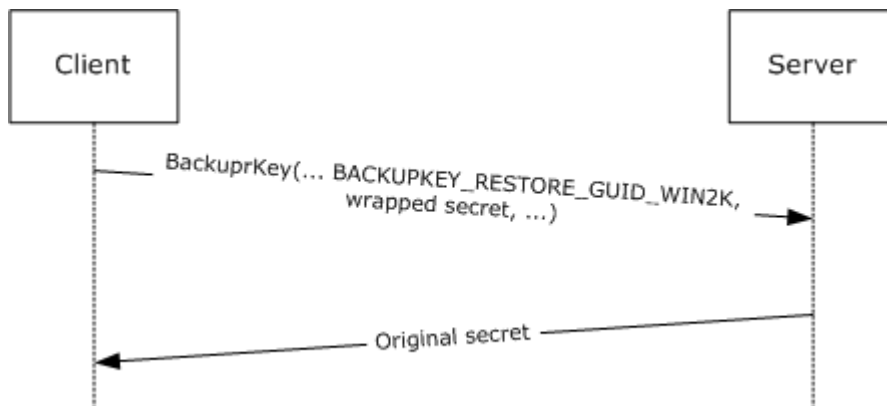 Client
Server
BackuprKey(... BACKUPKEY_RESTORE_GUID_WIN2K,
wrapped secret, ...)
Original secret